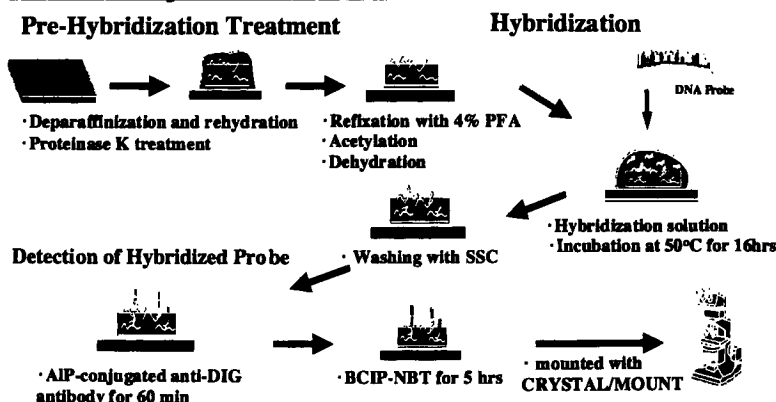 Pre-Hybridization Treatment
Hybridization
DNA Probe
· Deparaffinization and rehydration
· Proteinase K treatment
· Refixation with 4% PFA
· Acetylation
· Dehydration
· Hybridization solution
· Incubation at 50°C for 16hrs
· Washing with SSC
Detection of Hybridized Probe
· AlP-conjugated anti-DIG
antibody for 60 min
· BCIP-NBT for 5 hrs
· mounted with
CRYSTAL/MOUNT